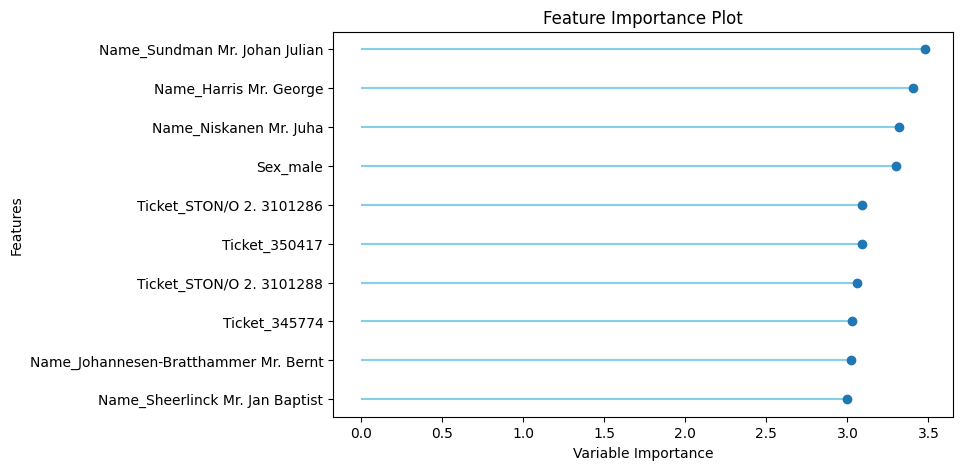 Feature Importance Plot
Features
Name_Sundman Mr. Johan Julian
Name_Harris Mr. George
Name_Niskanen Mr. Juha
Sex_male
Ticket_STON/O 2. 3101286
Ticket_350417
Ticket_STON/O 2. 3101288
Ticket_345774
Name_Johannesen-Bratthammer Mr. Bernt
Name_Sheerlinck Mr. Jan Baptist
0.0 0.5 1.0 1.5 2.0 2.5 3.0 3.5
Variable Importance